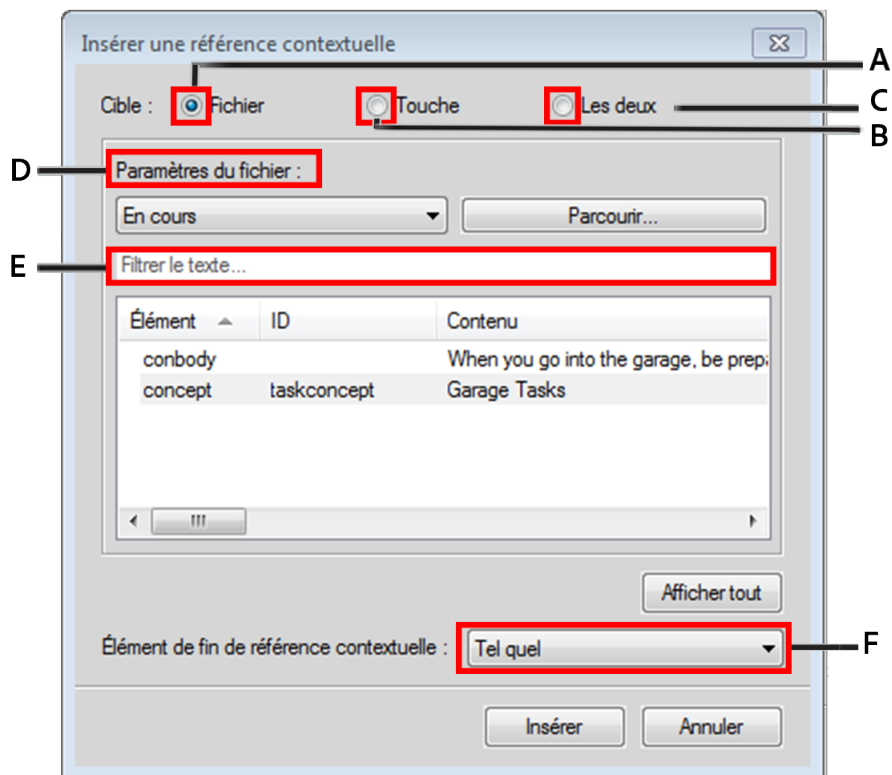 Insérer une référence contextuelle
A
Cible : Fichier Touche Les deux
C
B
D
Paramètres du fichier :
En cours Parcourir...
E
Filtrer le texte...
Élément ID Contenu
conbody When you go into the garage, be prepa
concept taskconcept Garage Tasks
Afficher tout
Élément de fin de référence contextuelle : Tel quel
F
Insérer Annuler